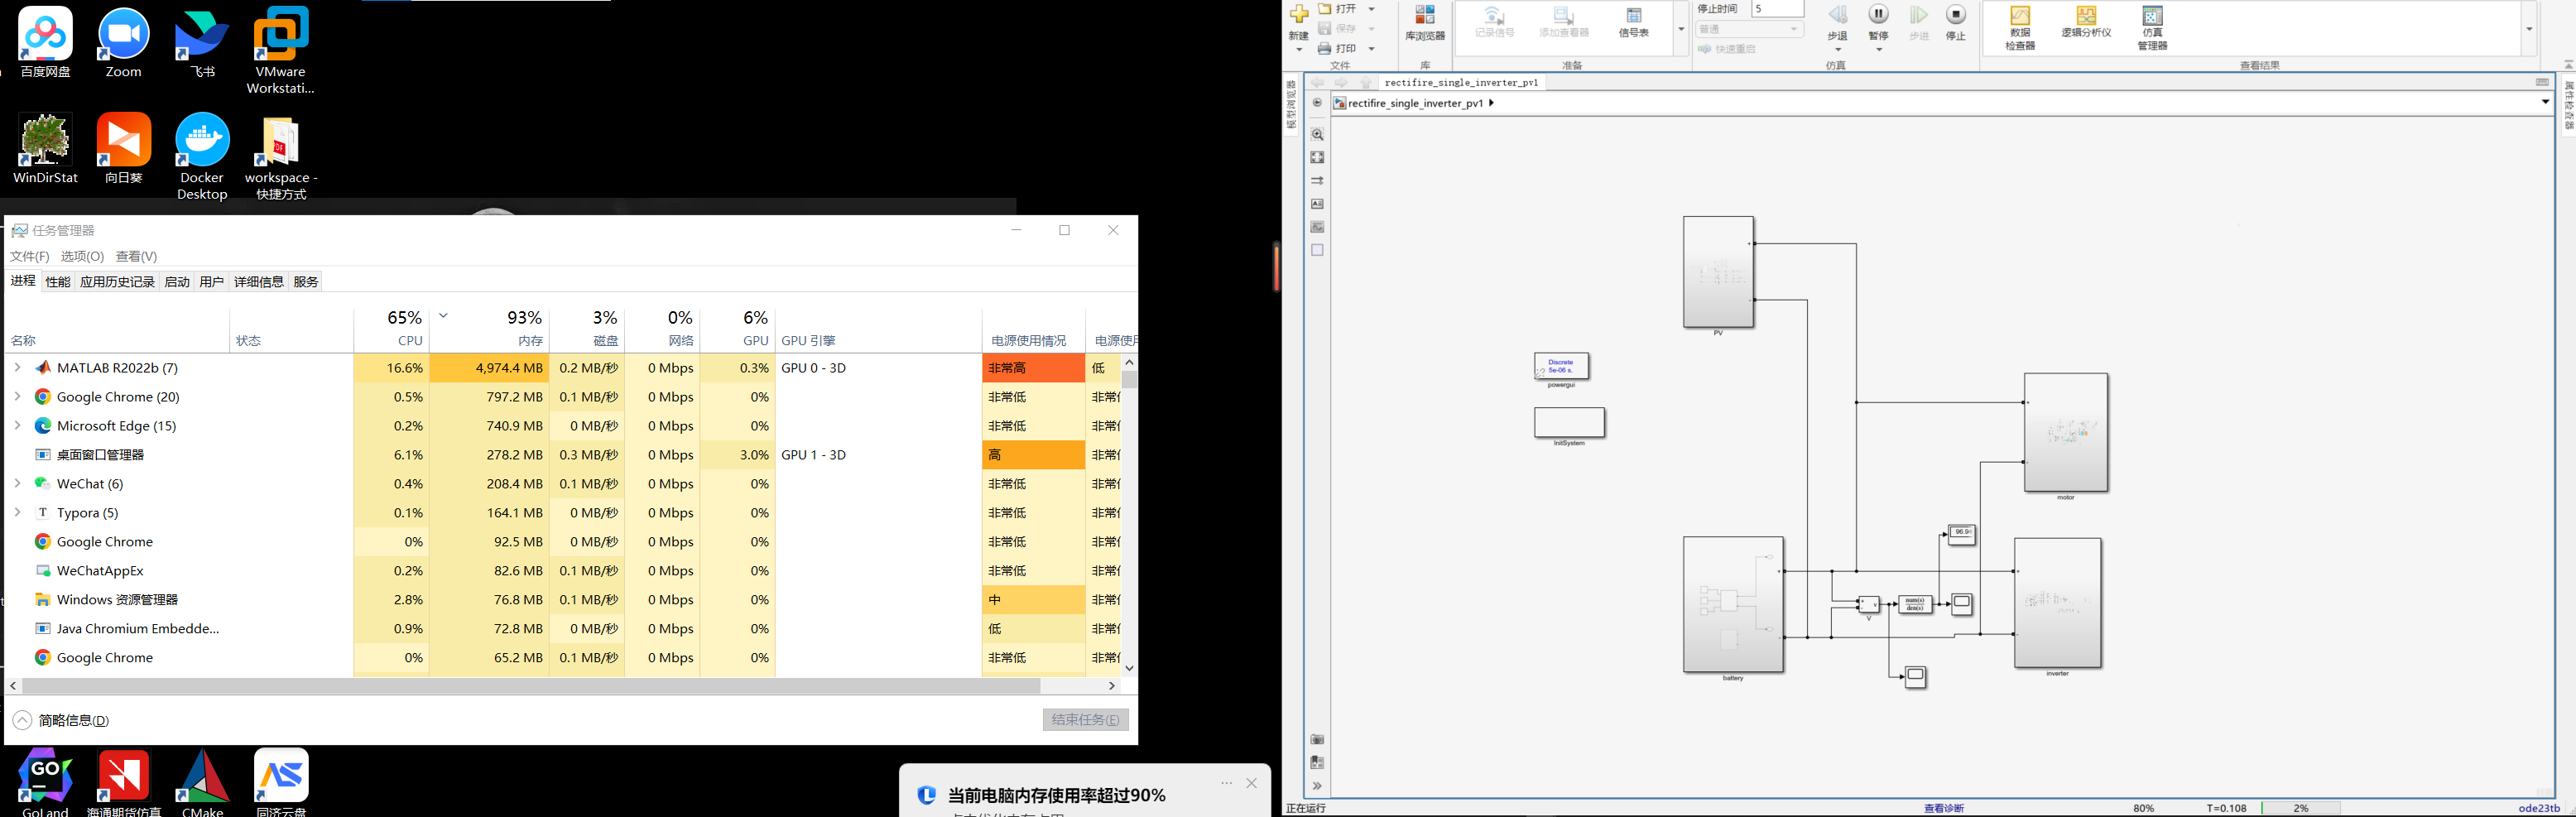 百度网盘
Zoom
飞书
VMware
Workstati...
WinDirStat
向日葵
Docker
Desktop
workspace -
快捷方式
PDF
任务管理器
文件(F) 选项(O) 查看(V)
进程 性能 应用历史记录 启动 用户 详细信息 服务
65% 93% 3% 0% 6%
名称 状态 CPU 内存 磁盘 网络 GPU GPU 引擎 电源使用情况 电源使用
MATLAB R2022b (7) 16.6% 4,974.4 MB 0.2 MB/秒 0 Mbps 0.3% GPU 0 - 3D 非常高 低
Google Chrome (20) 0.5% 797.2 MB 0.1 MB/秒 0 Mbps 0% 非常低 非常
Microsoft Edge (15) 0.2% 740.9 MB 0 MB/秒 0 Mbps 0% 非常低 非常
桌面窗口管理器 6.1% 278.2 MB 0.3 MB/秒 0 Mbps 3.0% GPU 1 - 3D 高 非常
WeChat (6) 0.4% 208.4 MB 0.1 MB/秒 0 Mbps 0% 非常低 非常
Typora (5) 0.1% 164.1 MB 0 MB/秒 0 Mbps 0% 非常低 非常
Google Chrome 0% 92.5 MB 0 MB/秒 0 Mbps 0% 非常低 非常
WeChatAppEx 0.2% 82.6 MB 0.1 MB/秒 0 Mbps 0% 非常低 非常
Windows 资源管理器 2.8% 76.8 MB 0.1 MB/秒 0 Mbps 0% 中 非常
Java Chromium Embedde... 0.9% 72.8 MB 0 MB/秒 0 Mbps 0% 低 非常
Google Chrome 0% 65.2 MB 0.1 MB/秒 0 Mbps 0% 非常低 非常
简略信息(D)
结束任务(E)
GO
GoLand
海通期货仿真
CMake
同济云盘
当前电脑内存使用率超过90%
新建
打开
保存
打印
文件
库浏览器
库
记录信号
添加查看器
信号表
准备
停止时间 5
普通
快速重启
步退
暂停
步进
停止
仿真
数据
检查器
逻辑分析仪
仿真
管理器
查看结果
模型浏览器
属性检查器
rectifire_single_inverter_pv1
rectifire_single_inverter_pv1
PV
Discrete
5e-06 s.
powergui
InitSystem
motor
battery
V
num(s)
den(s)
96.9
inverter
正在运行
查看诊断
80%
T=0.108
2%
ode23tb